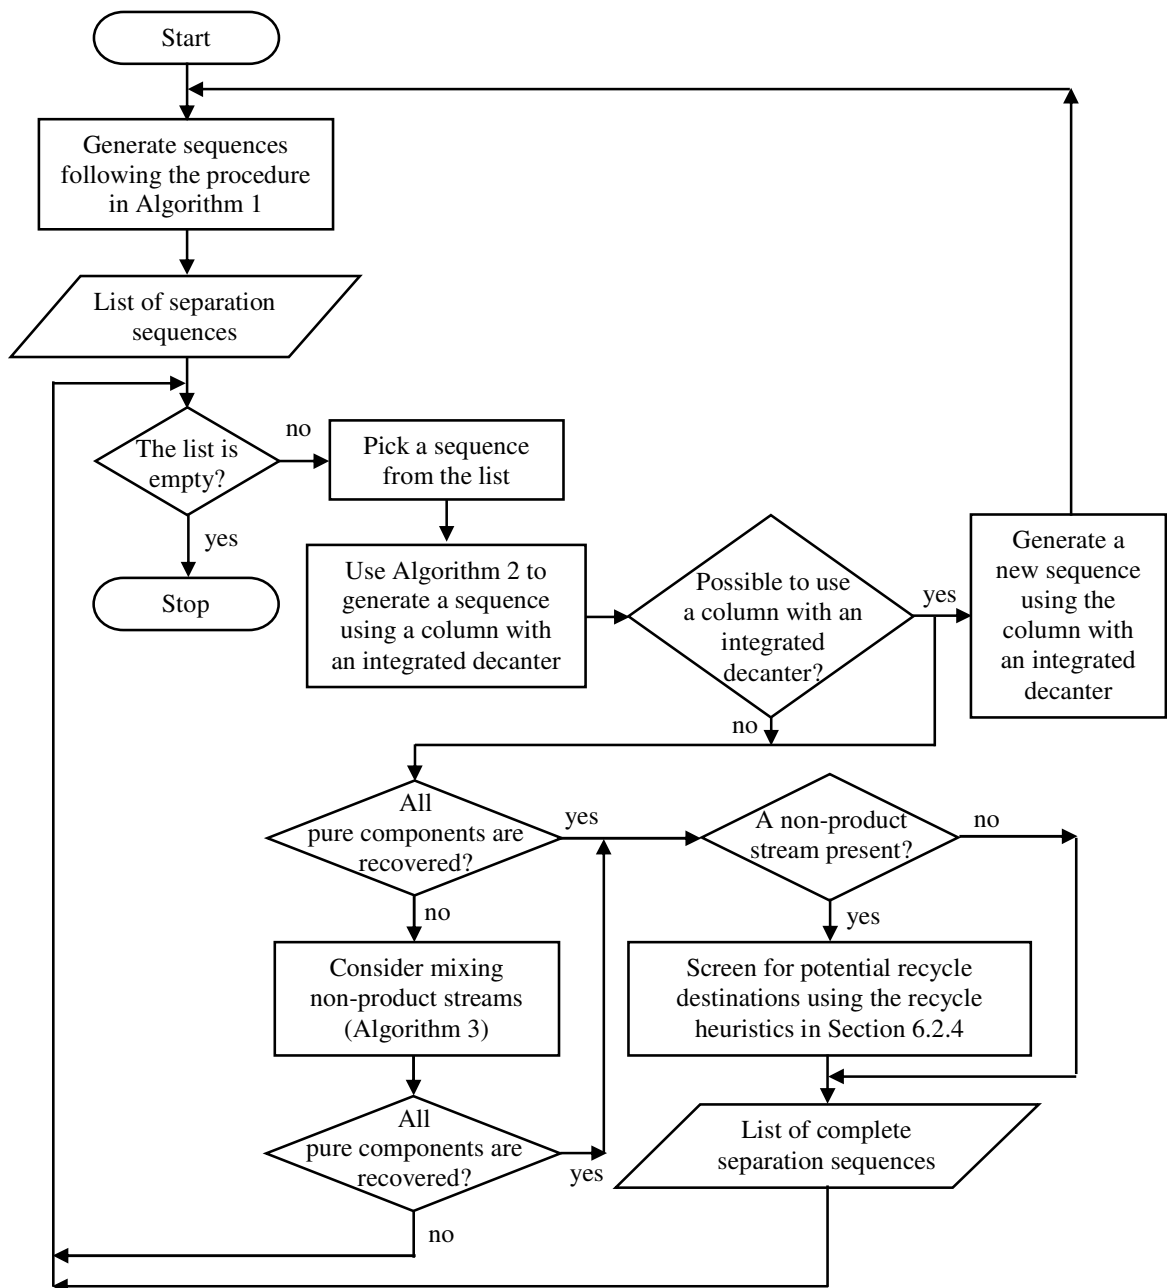 Start
Generate sequences
following the procedure
in Algorithm 1
List of separation
sequences
The list is
empty?
no
yes
Stop
Pick a sequence
from the list
Use Algorithm 2 to
generate a sequence
using a column with
an integrated decanter
Possible to use
a column with an
integrated
decanter?
yes
no
Generate a
new sequence
using the
column with
an integrated
decanter
All
pure components are
recovered?
yes
no
A non-product
stream present?
no
yes
Consider mixing
non-product streams
(Algorithm 3)
Screen for potential recycle
destinations using the recycle
heuristics in Section 6.2.4
All
pure components are
recovered?
yes
no
List of complete
separation sequences